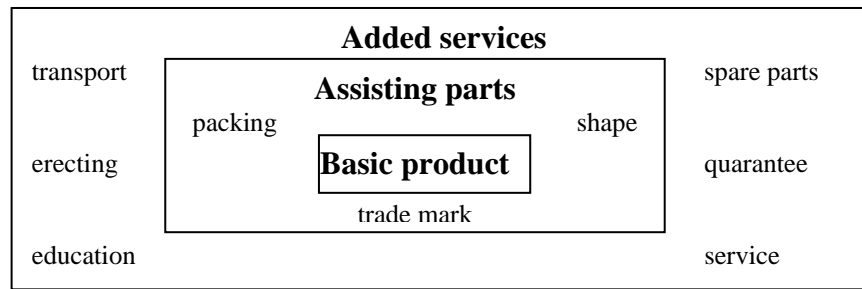 Added services
transport
spare parts
Assisting parts
packing
shape
Basic product
erecting
quarantee
trade mark
education
service